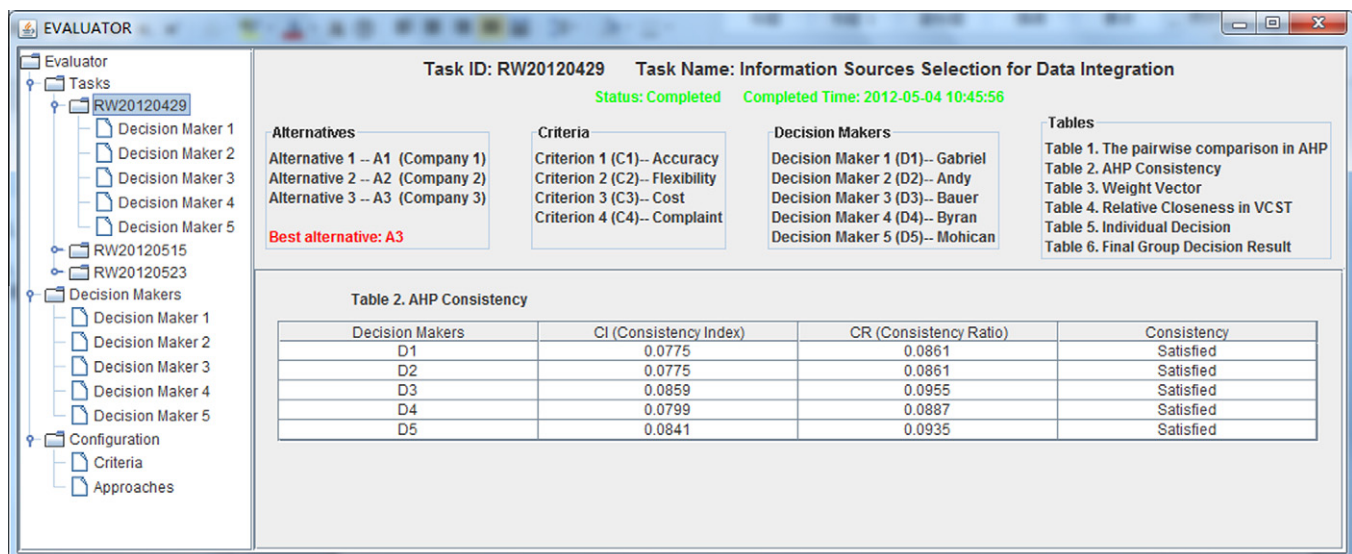 EVALUATOR
Evaluator
Tasks
RW20120429
Decision Maker 1
Decision Maker 2
Decision Maker 3
Decision Maker 4
Decision Maker 5
RW20120515
RW20120523
Decision Makers
Decision Maker 1
Decision Maker 2
Decision Maker 3
Decision Maker 4
Decision Maker 5
Configuration
Criteria
Approaches
Task ID: RW20120429 Task Name: Information Sources Selection for Data Integration
Status: Completed Completed Time: 2012-05-04 10:45:56
Alternatives
Alternative 1 -- A1 (Company 1)
Alternative 2 -- A2 (Company 2)
Alternative 3 -- A3 (Company 3)
Best alternative: A3
Criteria
Criterion 1 (C1)-- Accuracy
Criterion 2 (C2)-- Flexibility
Criterion 3 (C3)-- Cost
Criterion 4 (C4)-- Complaint
Decision Makers
Decision Maker 1 (D1)-- Gabriel
Decision Maker 2 (D2)-- Andy
Decision Maker 3 (D3)-- Bauer
Decision Maker 4 (D4)-- Byran
Decision Maker 5 (D5)-- Mohican
Tables
Table 1. The pairwise comparison in AHP
Table 2. AHP Consistency
Table 3. Weight Vector
Table 4. Relative Closeness in VCST
Table 5. Individual Decision
Table 6. Final Group Decision Result
Table 2. AHP Consistency
Decision Makers CI (Consistency Index) CR (Consistency Ratio) Consistency
D1 0.0775 0.0861 Satisfied
D2 0.0775 0.0861 Satisfied
D3 0.0859 0.0955 Satisfied
D4 0.0799 0.0887 Satisfied
D5 0.0841 0.0935 Satisfied